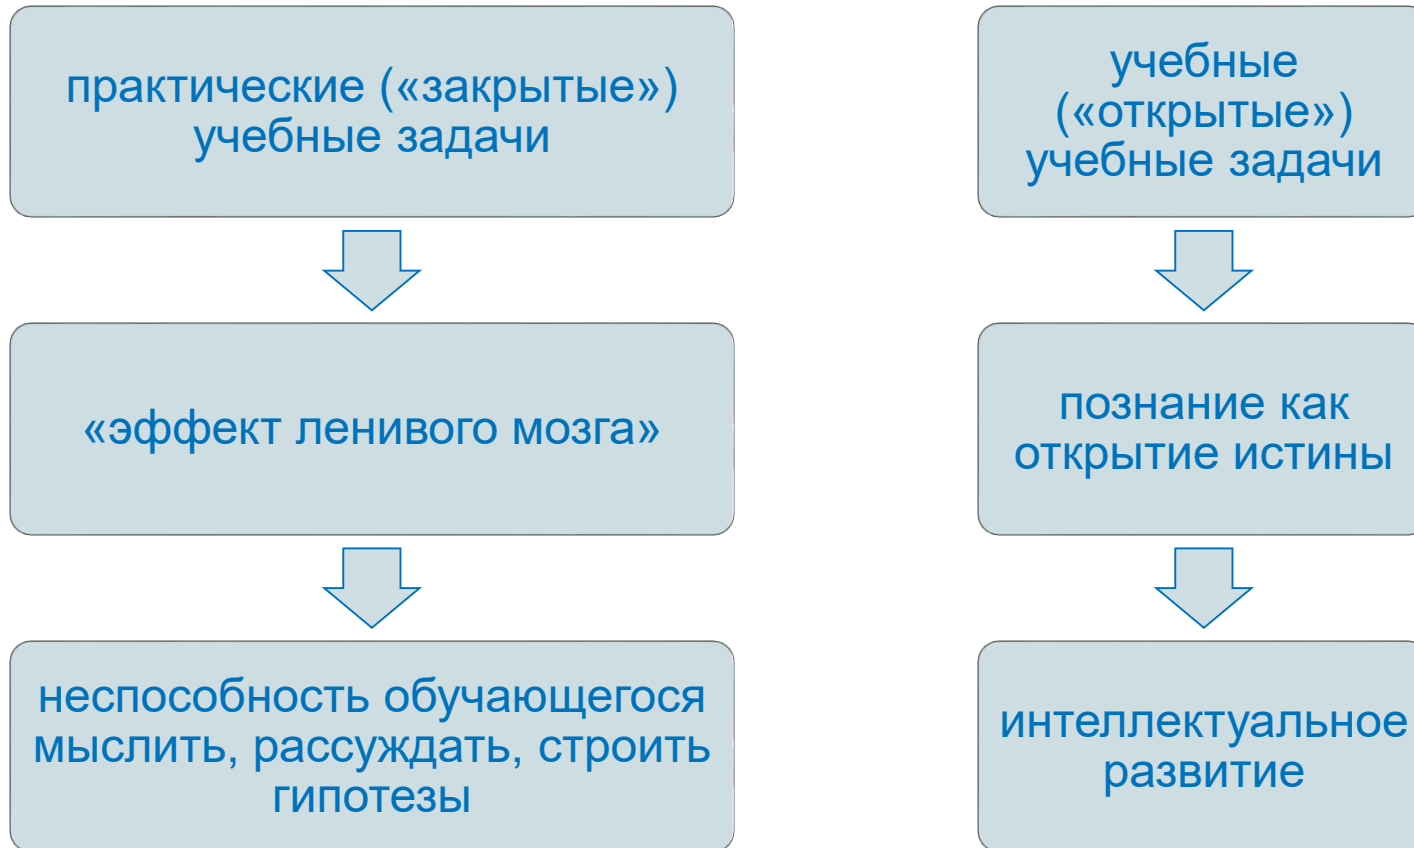 практические («закрытые»)
учебные задачи
«эффект ленивого мозга»
неспособность обучающегося
мыслить, рассуждать, строить
гипотезы
учебные
(«открытые»)
учебные задачи
познание как
открытие истины
интеллектуальное
развитие